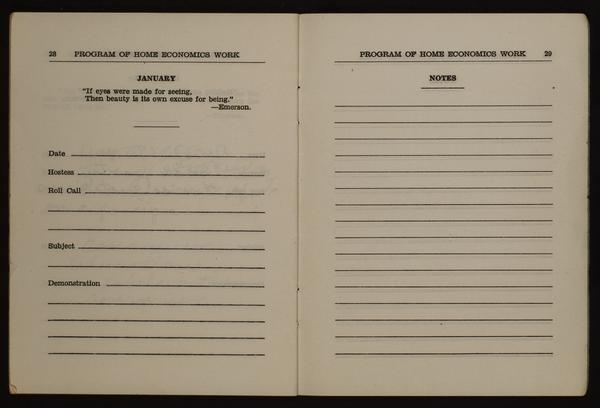 28 PROGRAM OF HOME ECONOMICS WORK
JANUARY
"If eyes were made for seeing,
Then beauty is its own excuse for being."
—Emerson.
Date
Hostess
Roll Call
Subject
Demonstration
PROGRAM OF HOME ECONOMICS WORK 29
NOTES